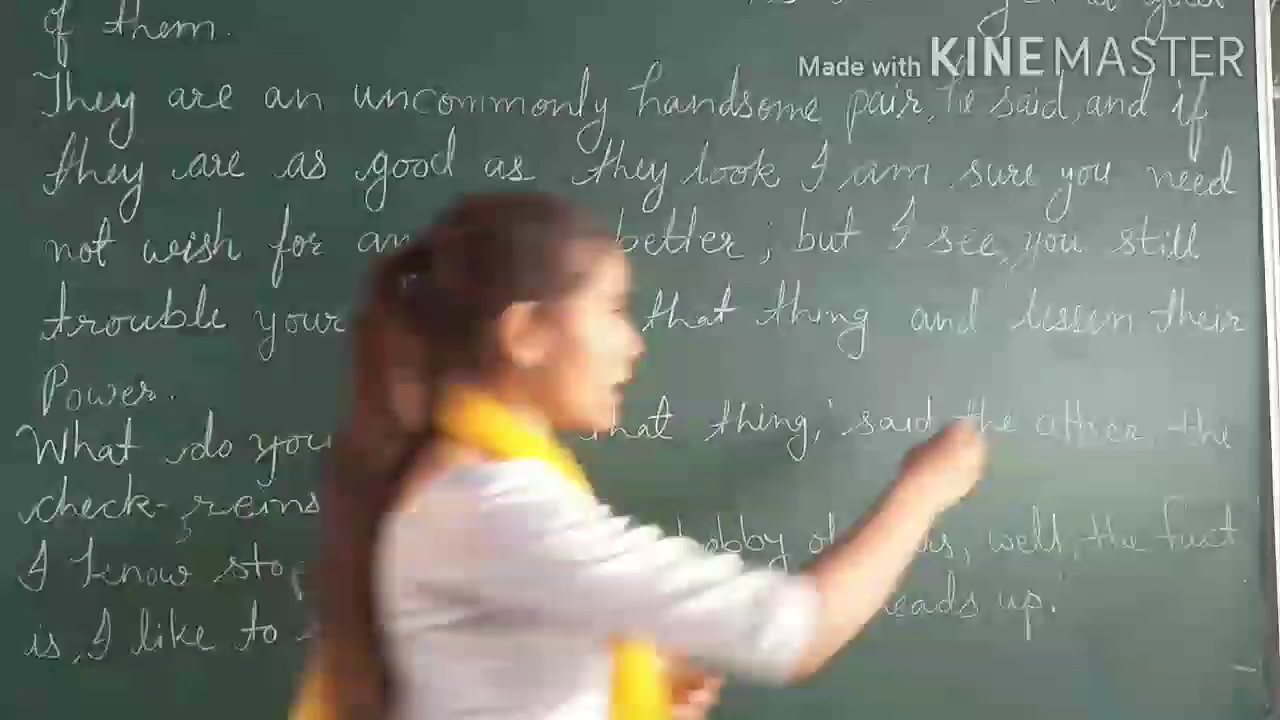 of them.
Made with KINEMASTER
They are an uncommonly handsome pair, he said, and if
they are as good as they look I am sure you need
not wish for better; but I see you still
trouble your that thing and lessen their
Power.
What do you that thing,' said the other, the
check-reins
I know stop hobby of well, the fact
is, I like to heads up.'